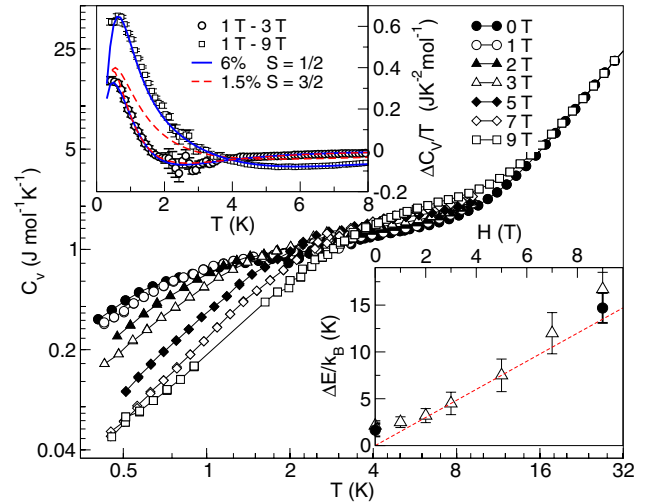 1 T - 3 T
1 T - 9 T
6% S = 1/2
1.5% S = 3/2
0 2 4 6 8
T (K)
0.6
0.4
0.2
0
-0.2
ΔC_V/T (JK⁻²mol⁻¹)
0 T
1 T
2 T
3 T
5 T
7 T
9 T
25
5
1
0.2
0.04
C_V (J mol⁻¹K⁻¹)
H (T)
0 2 4 6 8
15
10
5
0
ΔE/k_B (K)
0.5 1 2 4 8 16 32
T (K)